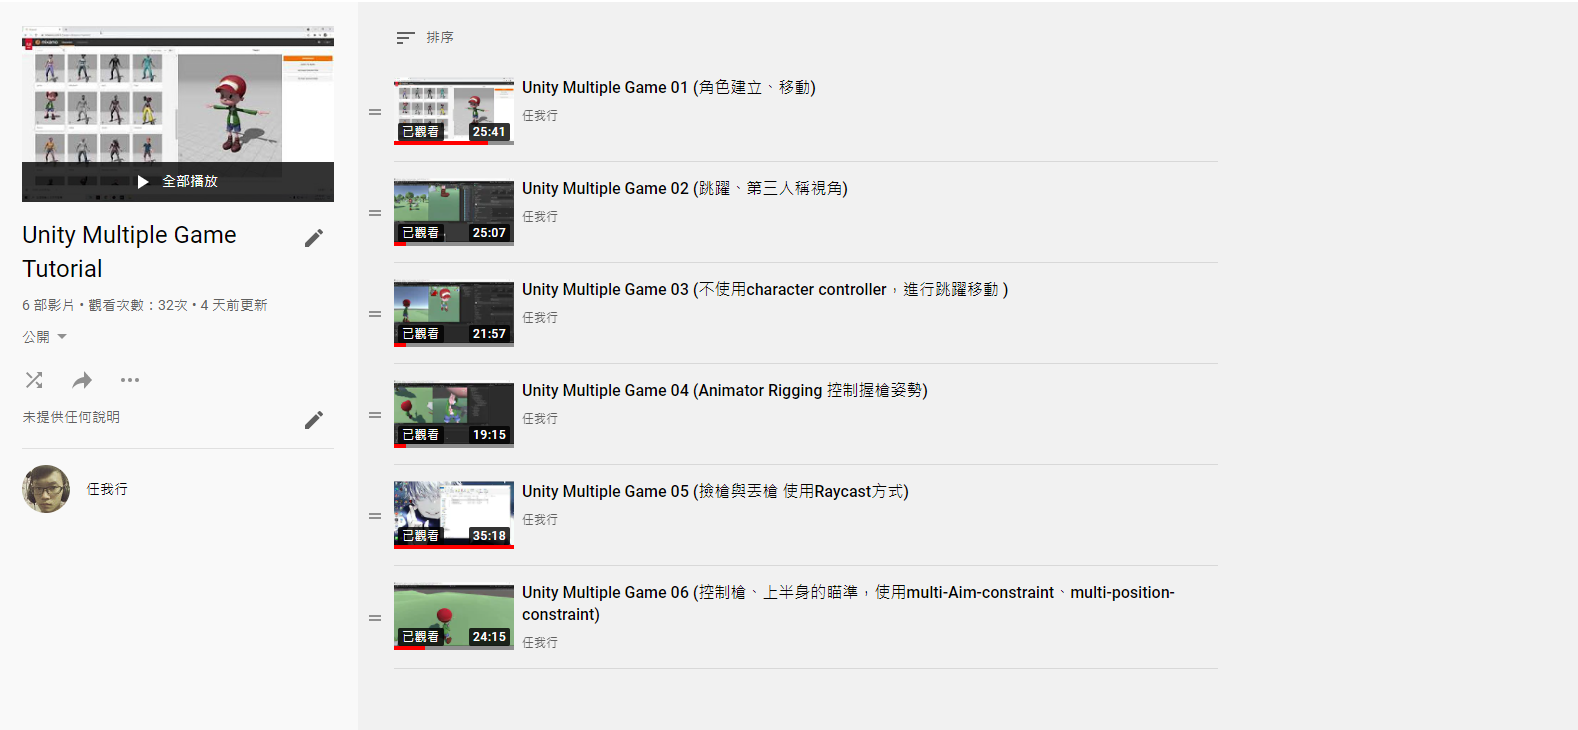 全部播放
Unity Multiple Game
Tutorial
6 部影片 • 觀看次數：32次 • 4 天前更新
公開
未提供任何說明
任我行
排序
Unity Multiple Game 01 (角色建立、移動)
任我行
已觀看 25:41
Unity Multiple Game 02 (跳躍、第三人稱視角)
任我行
已觀看 25:07
Unity Multiple Game 03 (不使用character controller，進行跳躍移動 )
任我行
已觀看 21:57
Unity Multiple Game 04 (Animator Rigging 控制握槍姿勢)
任我行
已觀看 19:15
Unity Multiple Game 05 (撿槍與丟槍 使用Raycast方式)
任我行
已觀看 35:18
Unity Multiple Game 06 (控制槍、上半身的瞄準，使用multi-Aim-constraint、multi-position-
constraint)
任我行
已觀看 24:15